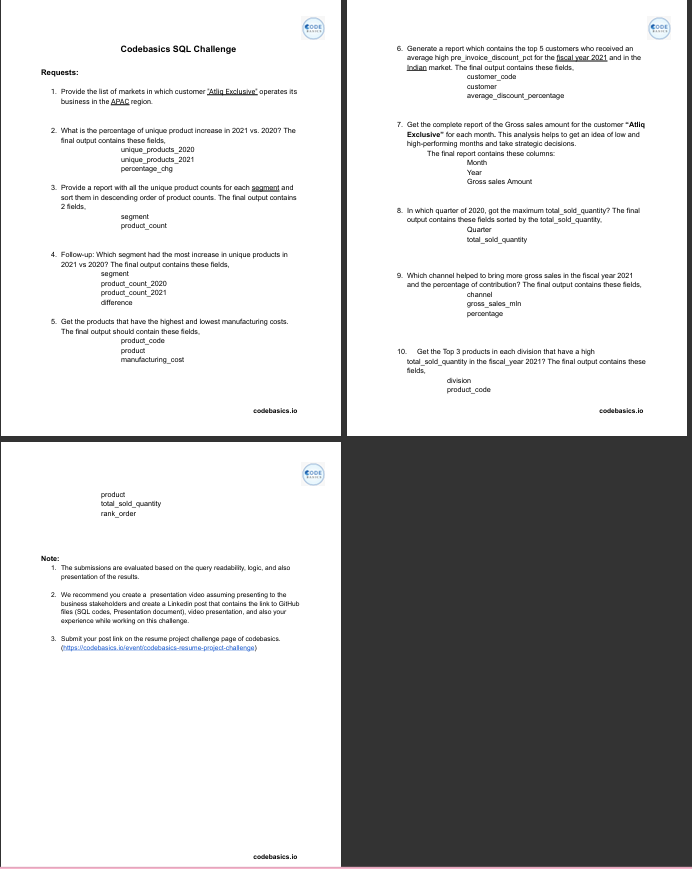 CODE
BASICS
Codebasics SQL Challenge
Requests:
1. Provide the list of markets in which customer "Atliq Exclusive" operates its
business in the APAC region.
2. What is the percentage of unique product increase in 2021 vs. 2020? The
final output contains these fields,
unique_products_2020
unique_products_2021
percentage_chg
3. Provide a report with all the unique product counts for each segment and
sort them in descending order of product counts. The final output contains
2 fields,
segment
product_count
4. Follow-up: Which segment had the most increase in unique products in
2021 vs 2020? The final output contains these fields,
segment
product_count_2020
product_count_2021
difference
5. Get the products that have the highest and lowest manufacturing costs.
The final output should contain these fields,
product_code
product
manufacturing_cost
codebasics.io
CODE
BASICS
6. Generate a report which contains the top 5 customers who received an
average high pre_invoice_discount_pct for the fiscal year 2021 and in the
Indian market. The final output contains these fields,
customer_code
customer
average_discount_percentage
7. Get the complete report of the Gross sales amount for the customer “Atliq
Exclusive” for each month. This analysis helps to get an idea of low and
high-performing months and take strategic decisions.
The final report contains these columns:
Month
Year
Gross sales Amount
8. In which quarter of 2020, got the maximum total_sold_quantity? The final
output contains these fields sorted by the total_sold_quantity,
Quarter
total_sold_quantity
9. Which channel helped to bring more gross sales in the fiscal year 2021
and the percentage of contribution? The final output contains these fields,
channel
gross_sales_mln
percentage
10. Get the Top 3 products in each division that have a high
total_sold_quantity in the fiscal_year 2021? The final output contains these
fields,
division
product_code
codebasics.io
CODE
BASICS
product
total_sold_quantity
rank_order
Note:
1. The submissions are evaluated based on the query readability, logic, and also
presentation of the results.
2. We recommend you create a presentation video assuming presenting to the
business stakeholders and create a Linkedin post that contains the link to GitHub
files (SQL codes, Presentation document), video presentation, and also your
experience while working on this challenge.
3. Submit your post link on the resume project challenge page of codebasics.
(https://codebasics.io/event/codebasics-resume-project-challenge)
codebasics.io